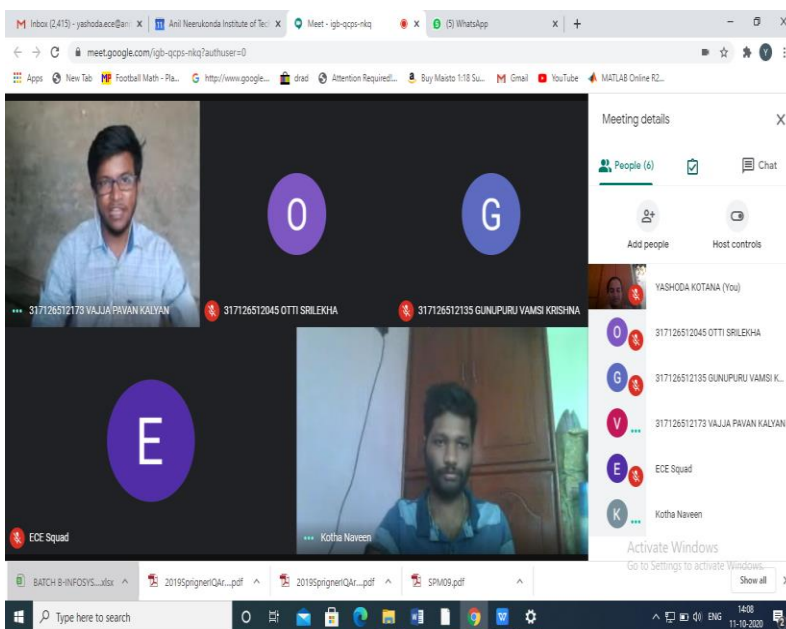 Inbox (2,415) - yashoda.ece@ani
Anil Neerukonda Institute of Tec
Meet - igb-qcps-nkq
(5) WhatsApp
meet.google.com/igb-qcps-nkq?authuser=0
Apps
New Tab
Football Math - Pla...
http://www.google....
drad
Attention Required!...
Buy Maisto 1:18 Su...
Gmail
YouTube
MATLAB Online R2...
Meeting details
People (6)
Chat
Add people
Host controls
O
G
317126512173 VAJJA PAVAN KALYAN
317126512045 OTTI SRILEKHA
317126512135 GUNUPURU VAMSI KRISHNA
E
ECE Squad
Kotha Naveen
YASHODA KOTANA (You)
O
317126512045 OTTI SRILEKHA
G
317126512135 GUNUPURU VAMSI K...
V
317126512173 VAJJA PAVAN KALYAN
E
ECE Squad
K
Kotha Naveen
Activate Windows
Go to Settings to activate Windows.
BATCH B-INFOSYS....xlsx
2019SprignerIQAr....pdf
2019SprignerIQAr....pdf
SPM09.pdf
Show all
Type here to search
ENG
14:08
11-10-2020